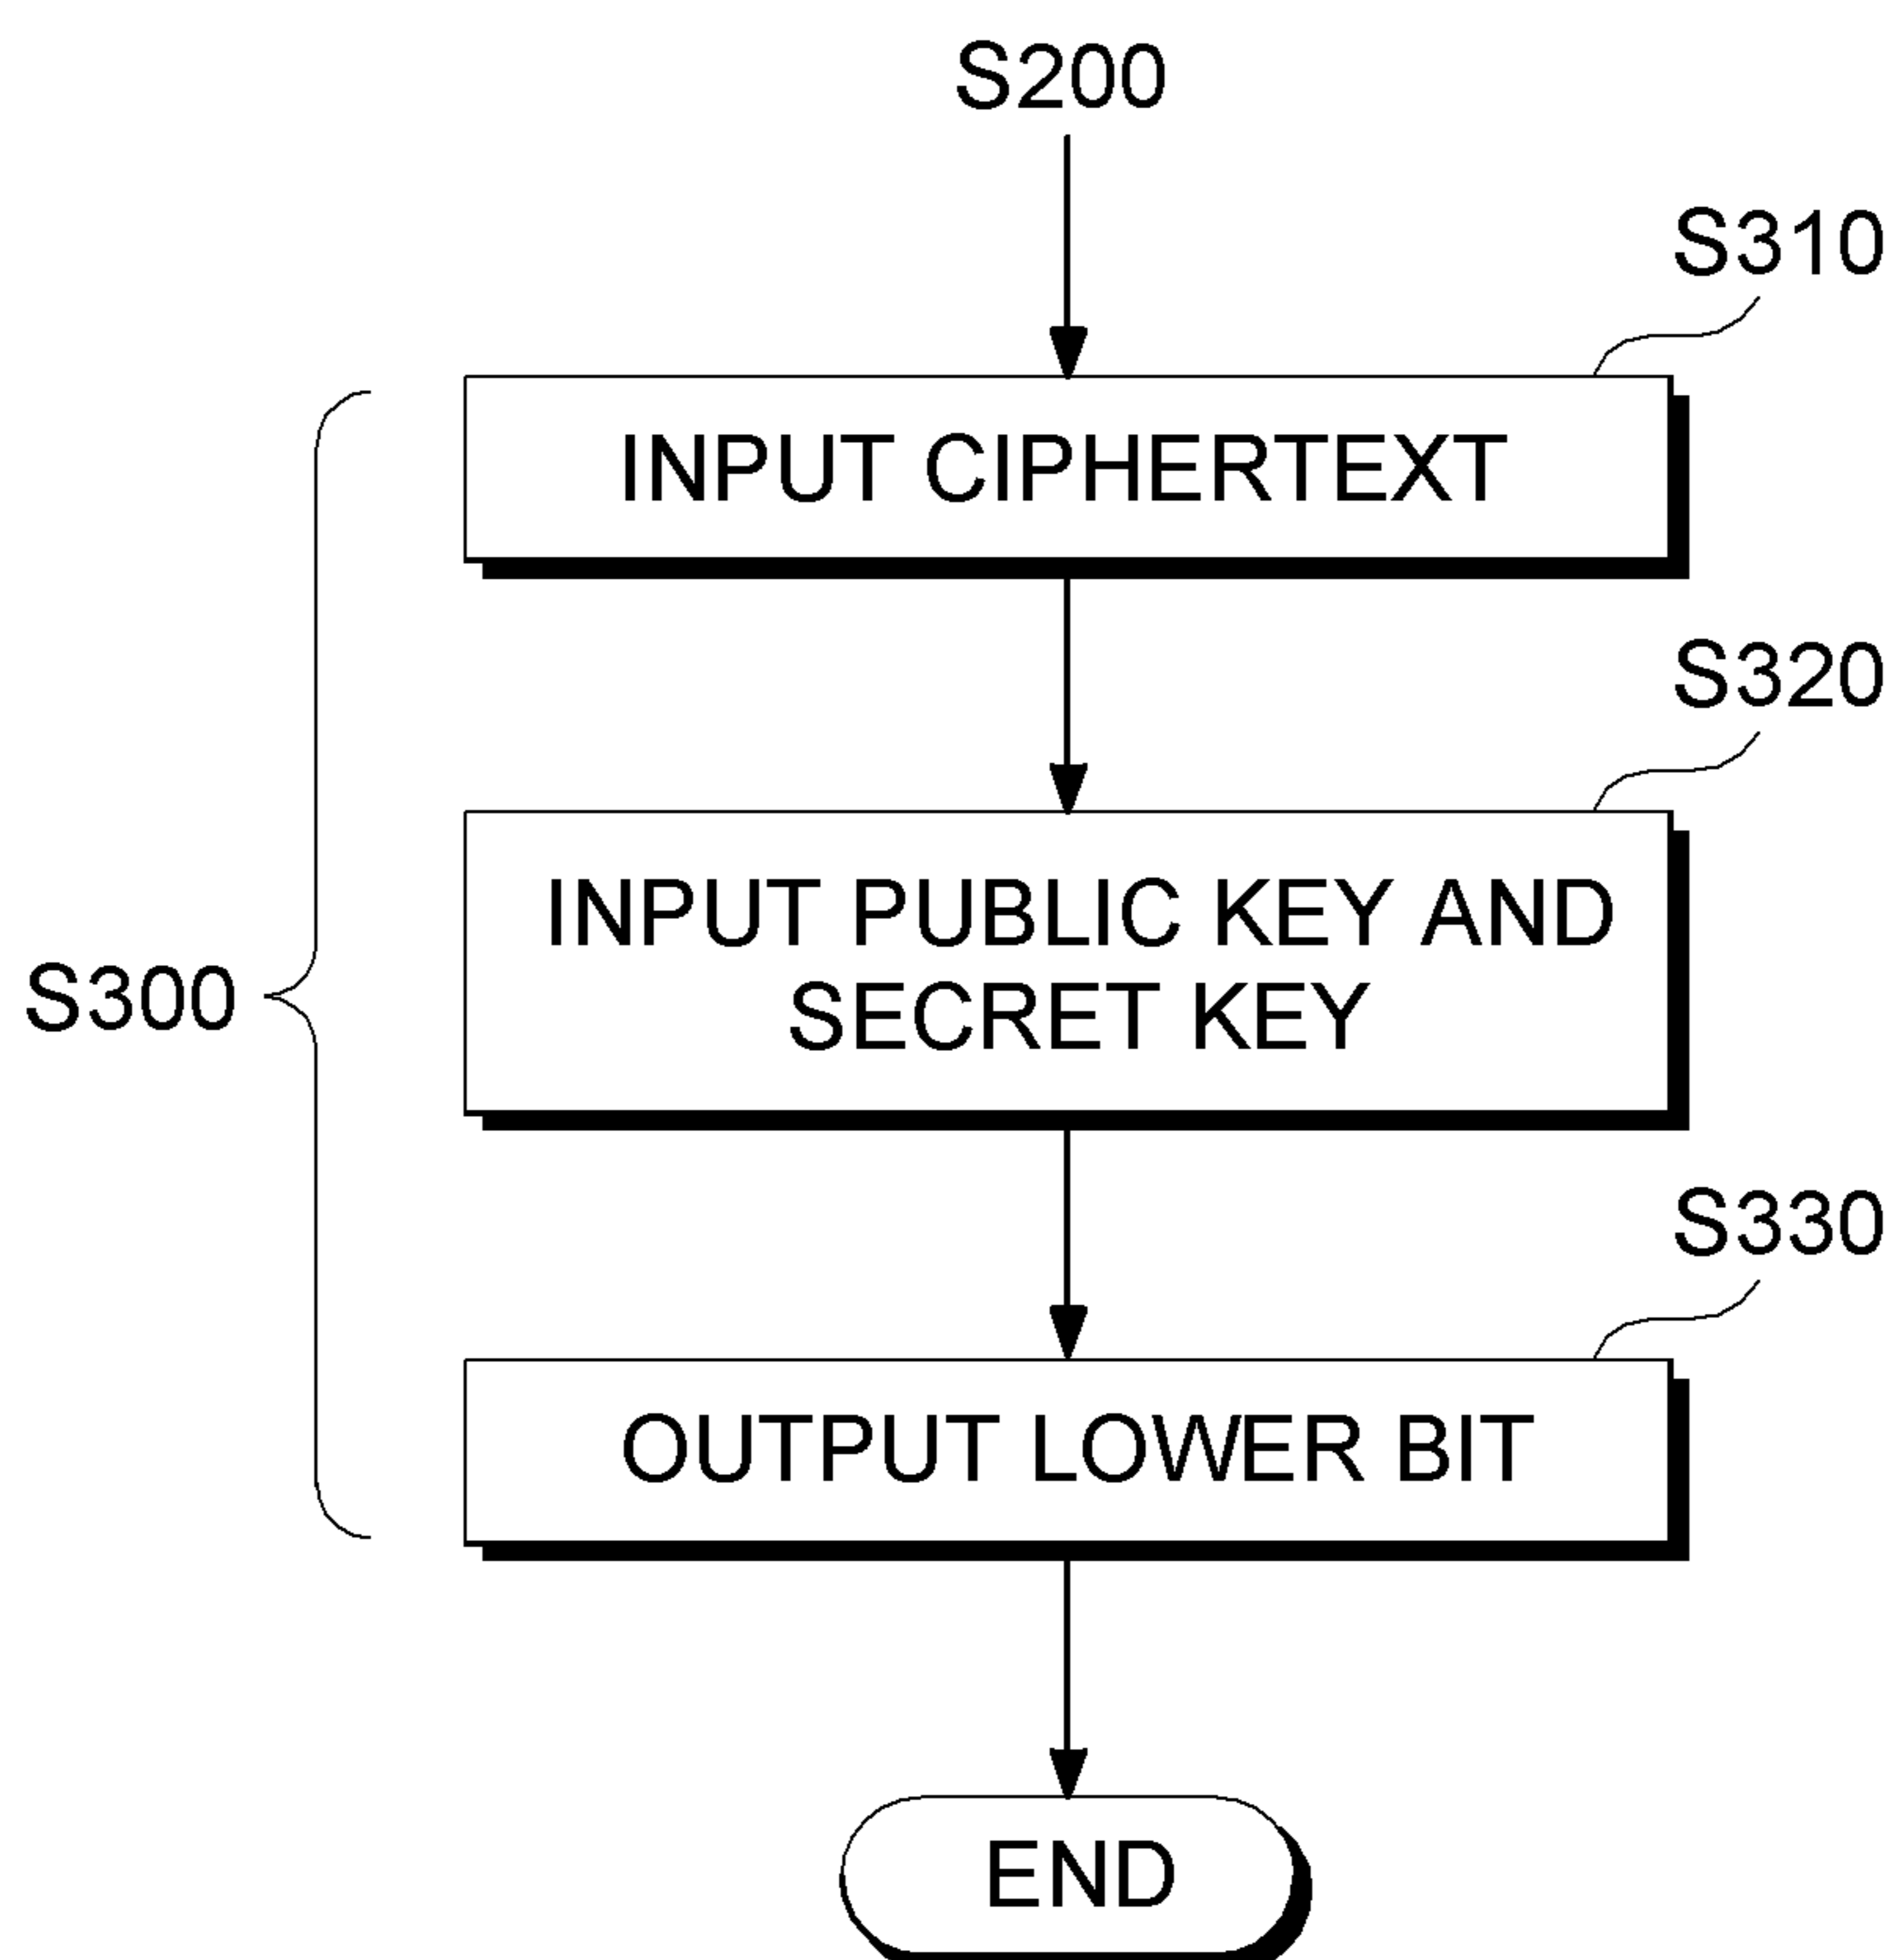 S200
S310
INPUT CIPHERTEXT
S320
INPUT PUBLIC KEY AND
SECRET KEY
S300
S330
OUTPUT LOWER BIT
END